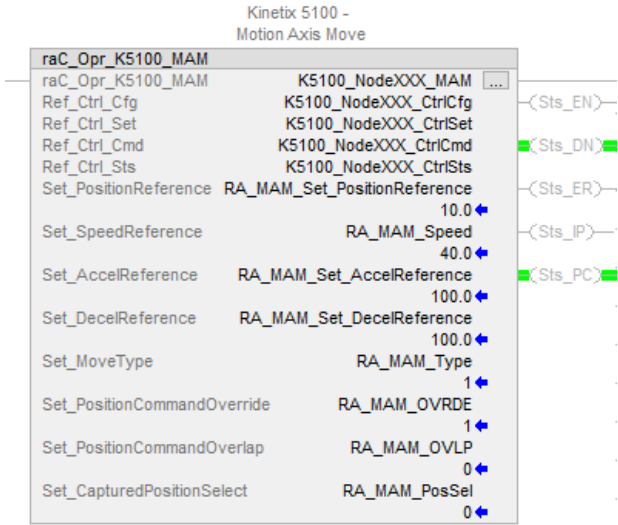 Kinetix 5100 -
Motion Axis Move
raC_Opr_K5100_MAM
raC_Opr_K5100_MAM K5100_NodeXXX_MAM ...
Ref_Ctrl_Cfg K5100_NodeXXX_CtrlCfg (Sts_EN)
Ref_Ctrl_Set K5100_NodeXXX_CtrlSet
Ref_Ctrl_Cmd K5100_NodeXXX_CtrlCmd (Sts_DN)
Ref_Ctrl_Sts K5100_NodeXXX_CtrlSts
Set_PositionReference RA_MAM_Set_PositionReference (Sts_ER)
10.0
Set_SpeedReference RA_MAM_Speed (Sts_IP)
40.0
Set_AccelReference RA_MAM_Set_AccelReference (Sts_PC)
100.0
Set_DecelReference RA_MAM_Set_DecelReference
100.0
Set_MoveType RA_MAM_Type
1
Set_PositionCommandOverride RA_MAM_OVRDE
1
Set_PositionCommandOverlap RA_MAM_OVLP
0
Set_CapturedPositionSelect RA_MAM_PosSel
0